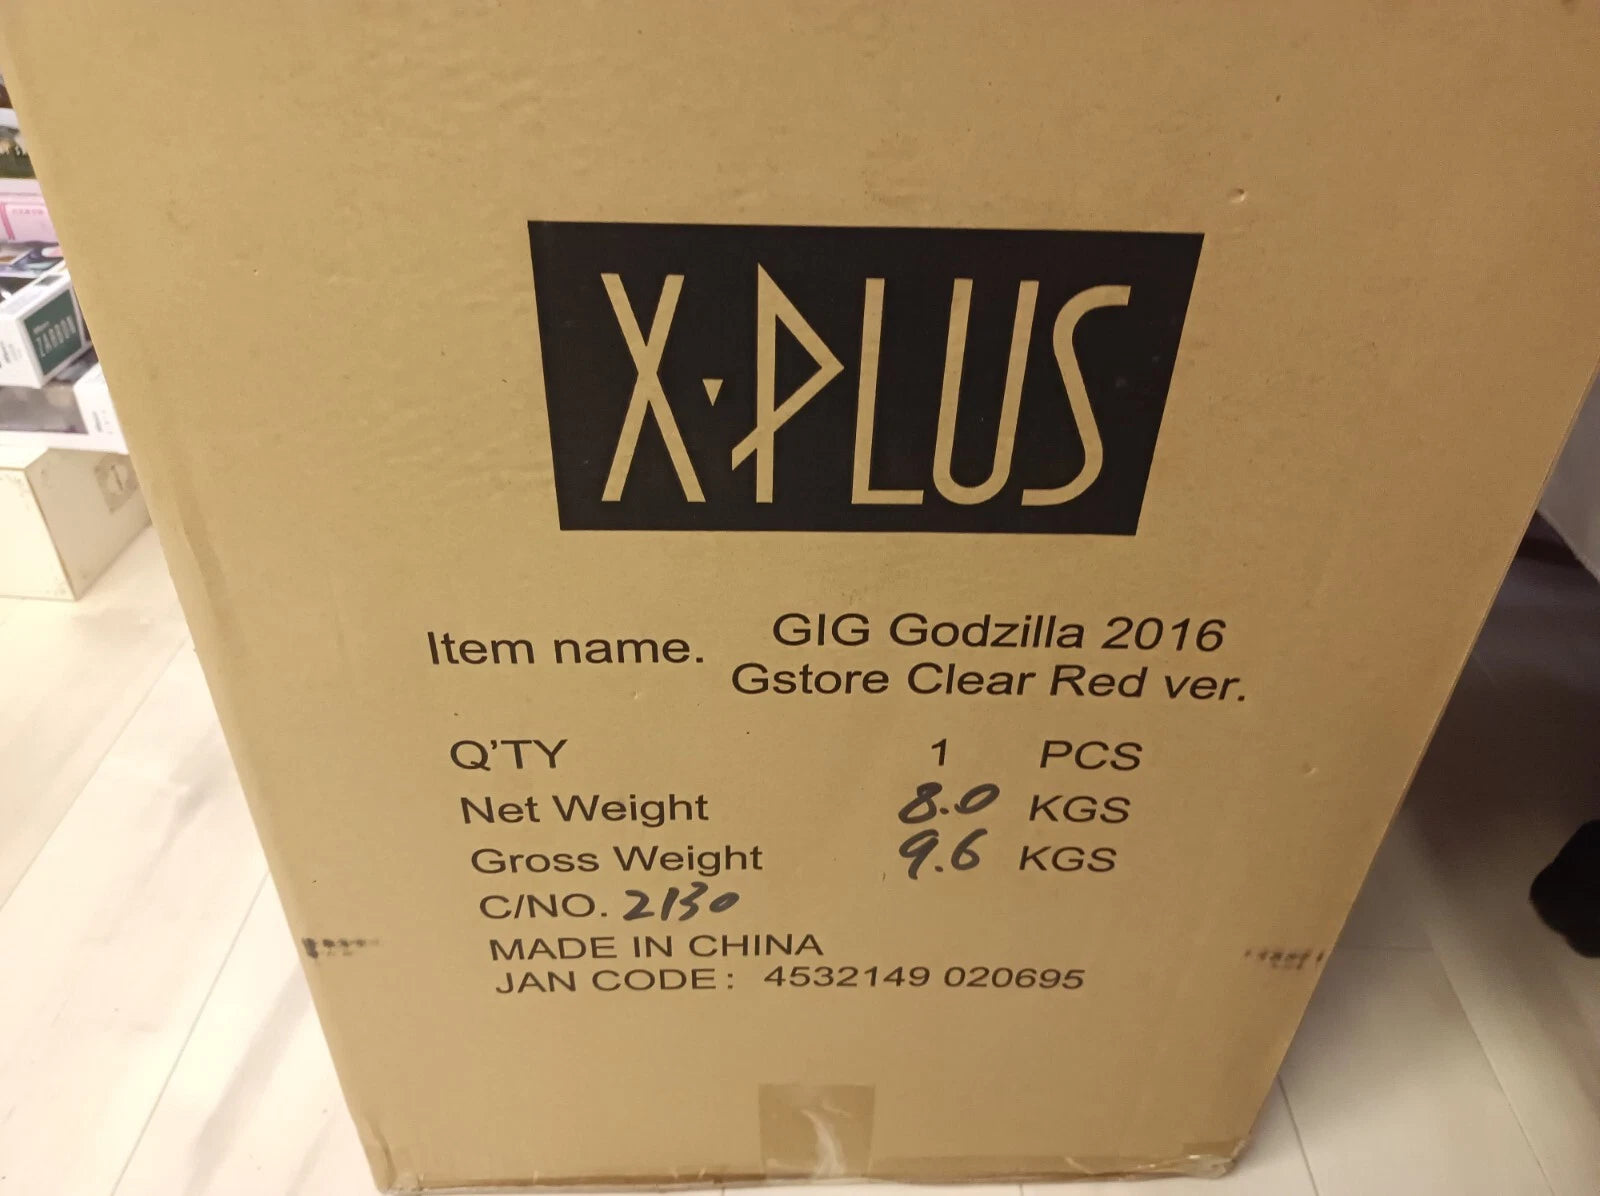 X·PLUS
Item name. GIG Godzilla 2016
Gstore Clear Red ver.
Q'TY 1 PCS
Net Weight 8.0 KGS
Gross Weight 9.6 KGS
C/NO. 2130
MADE IN CHINA
JAN CODE: 4532149 020695
ZARBON